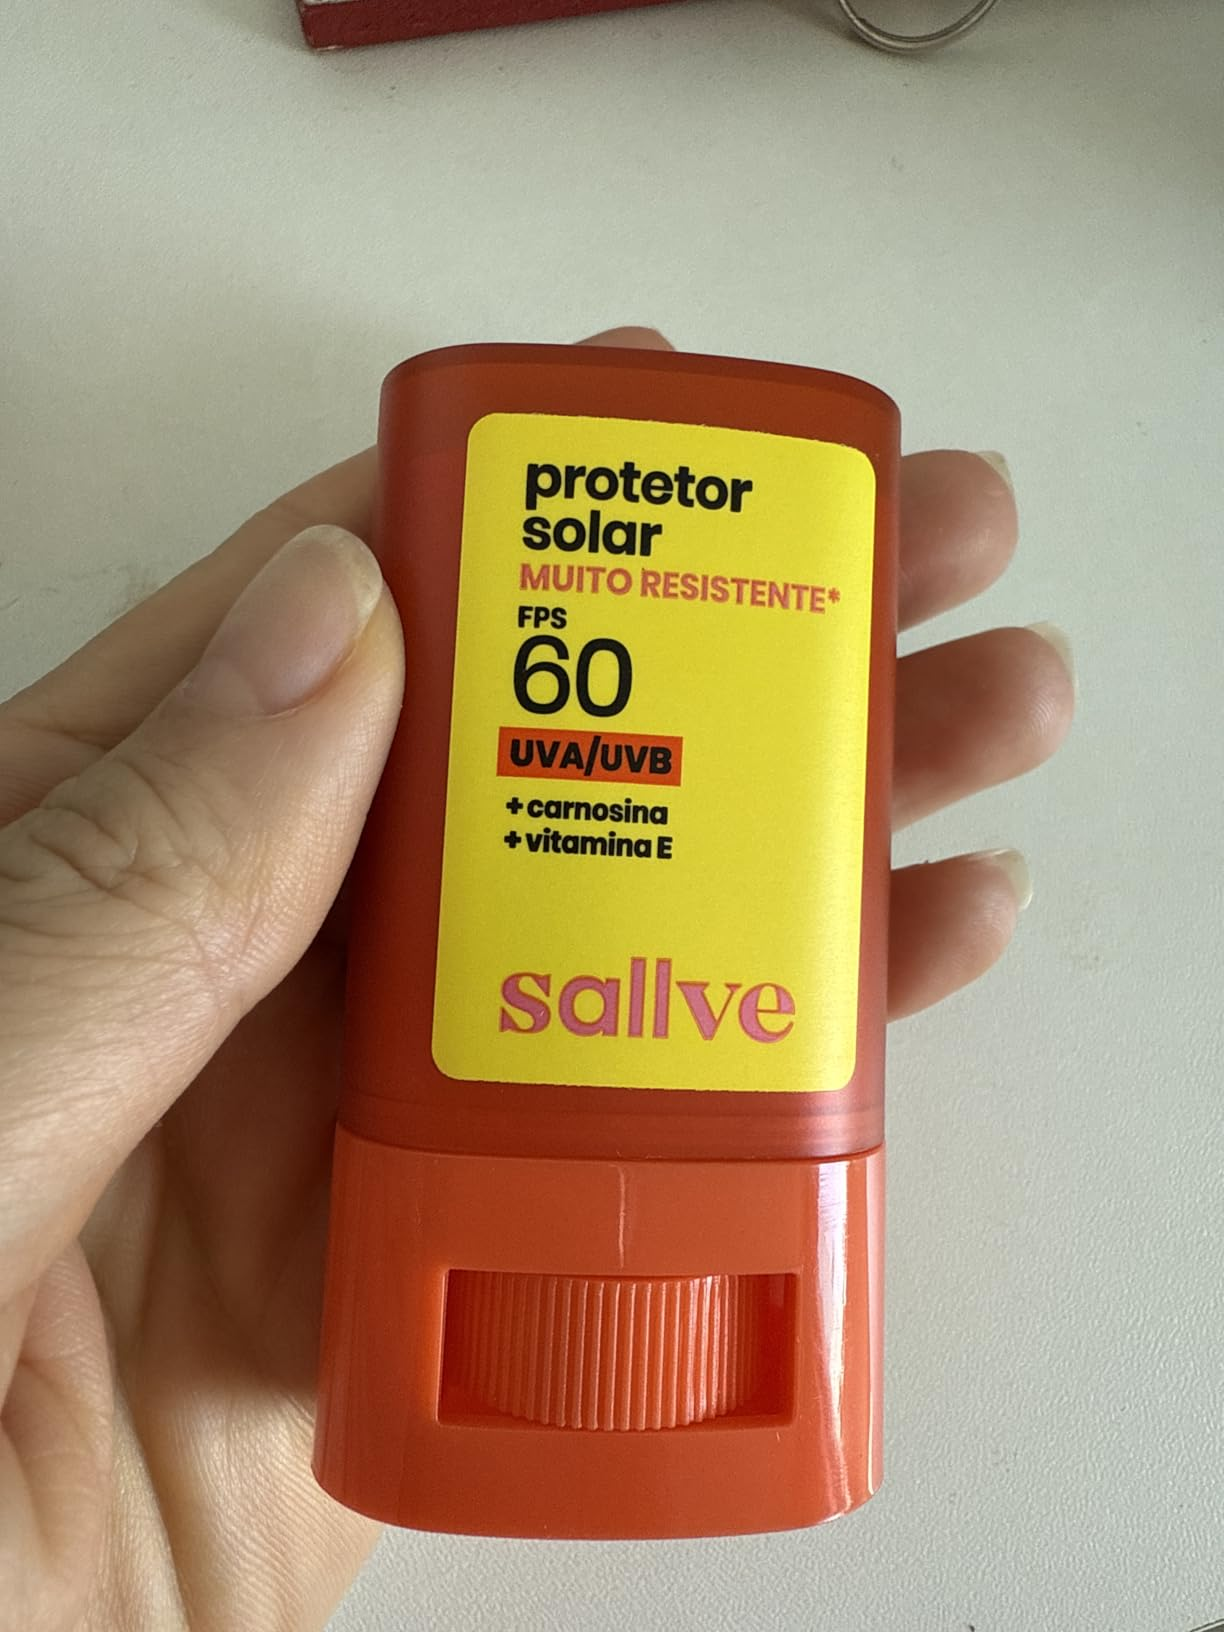 protetor
solar
MUITO RESISTENTE*
FPS
60
UVA/UVB
+ carnosina
+ vitamina E
sallve